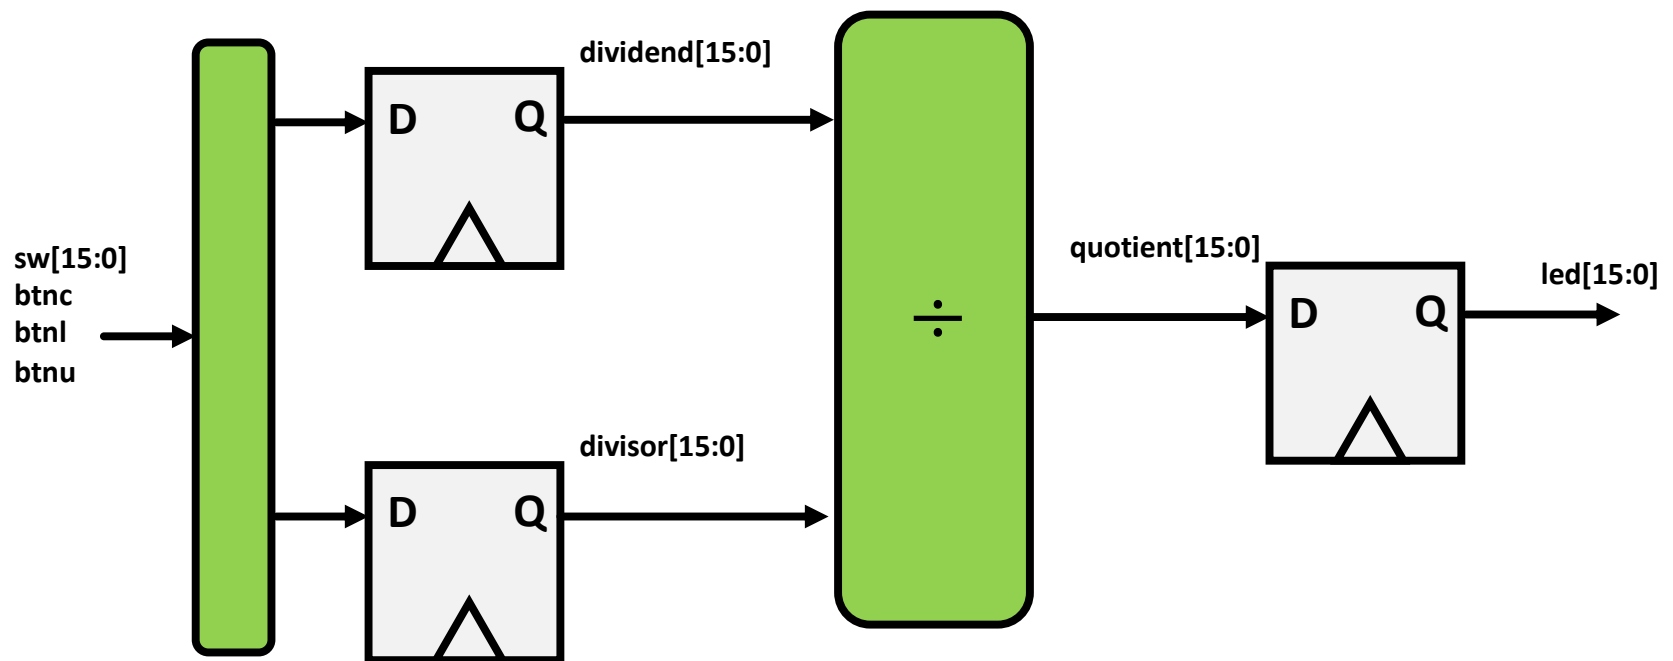 sw[15:0]
btnc
btnl
btnu
D Q
dividend[15:0]
D Q
divisor[15:0]
÷
quotient[15:0]
D Q
led[15:0]